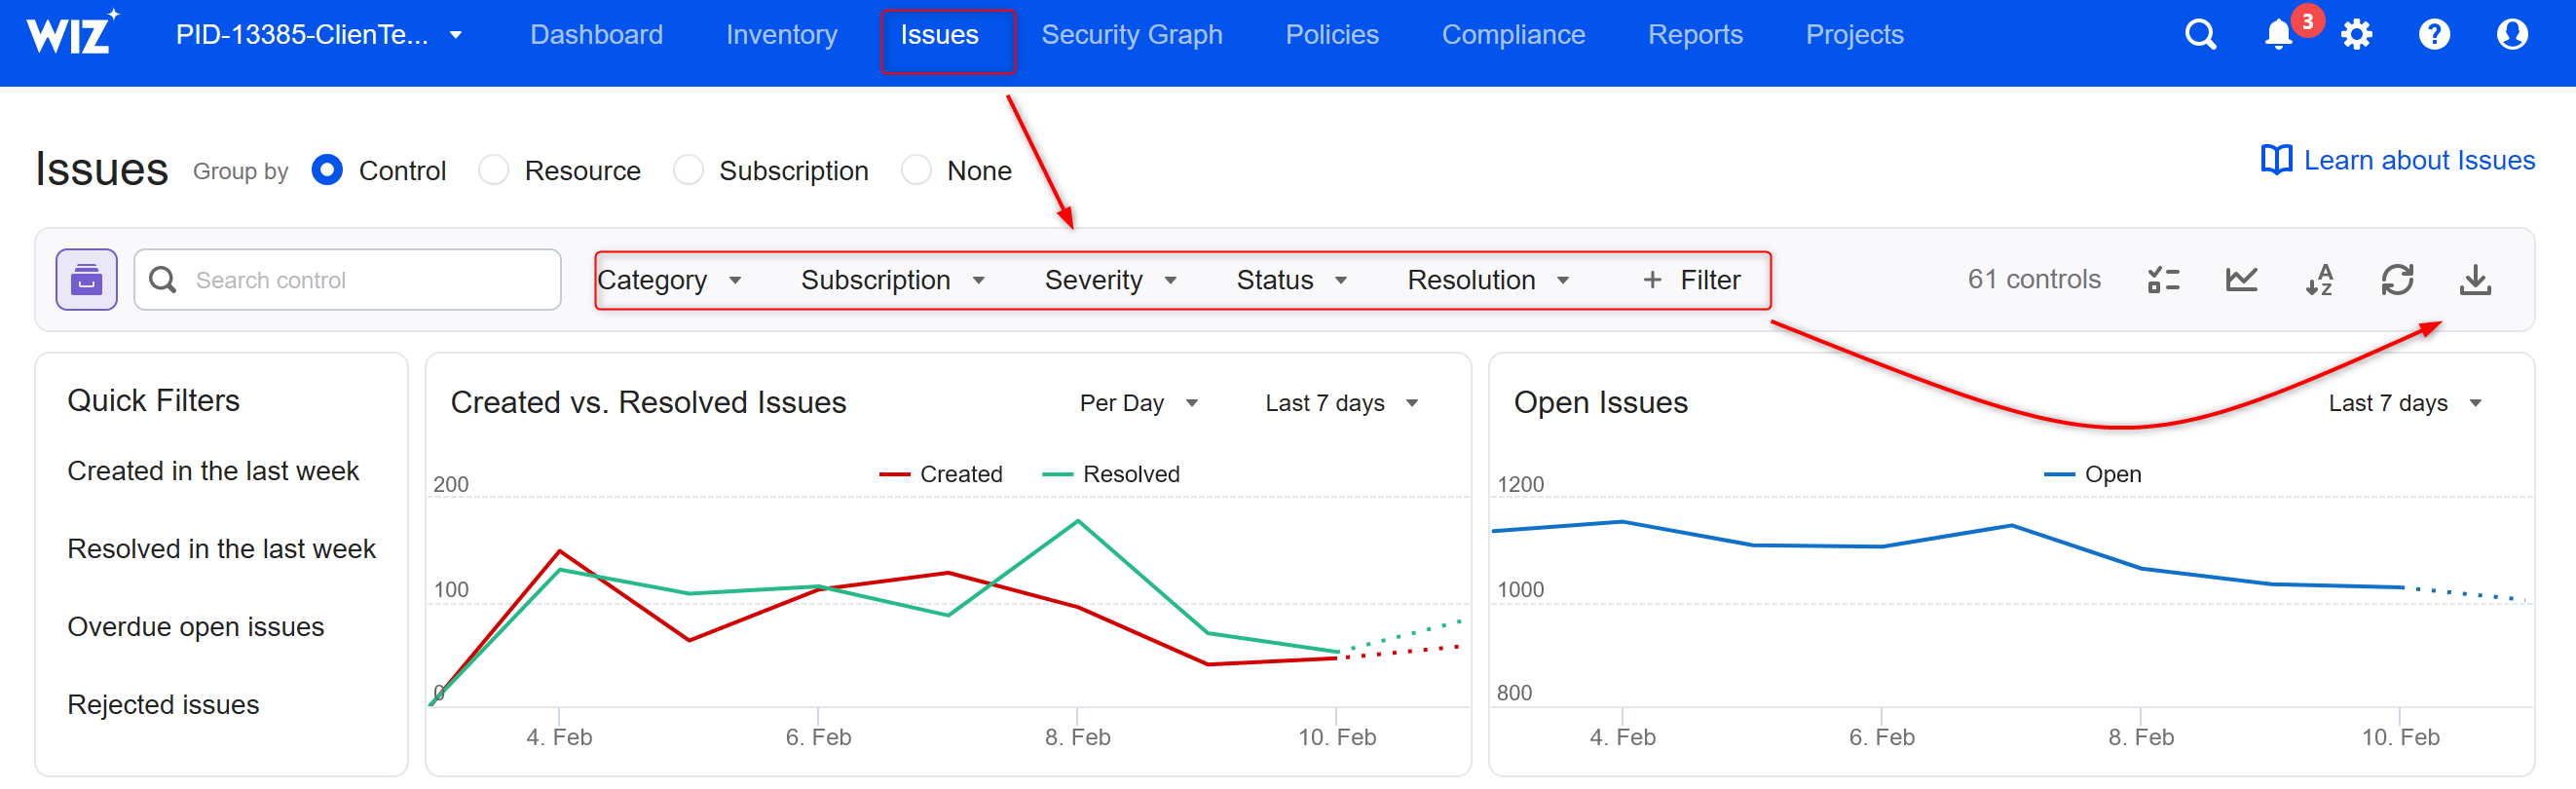 WIZ PID-13385-ClienTe... Dashboard Inventory Issues Security Graph Policies Compliance Reports Projects 3
Issues Group by Control Resource Subscription None Learn about Issues
Search control Category Subscription Severity Status Resolution + Filter 61 controls A Z
Quick Filters
Created in the last week
Resolved in the last week
Overdue open issues
Rejected issues
Created vs. Resolved Issues Per Day Last 7 days
Created Resolved
200
100
0
4. Feb 6. Feb 8. Feb 10. Feb
Open Issues Last 7 days
Open
1200
1000
800
4. Feb 6. Feb 8. Feb 10. Feb